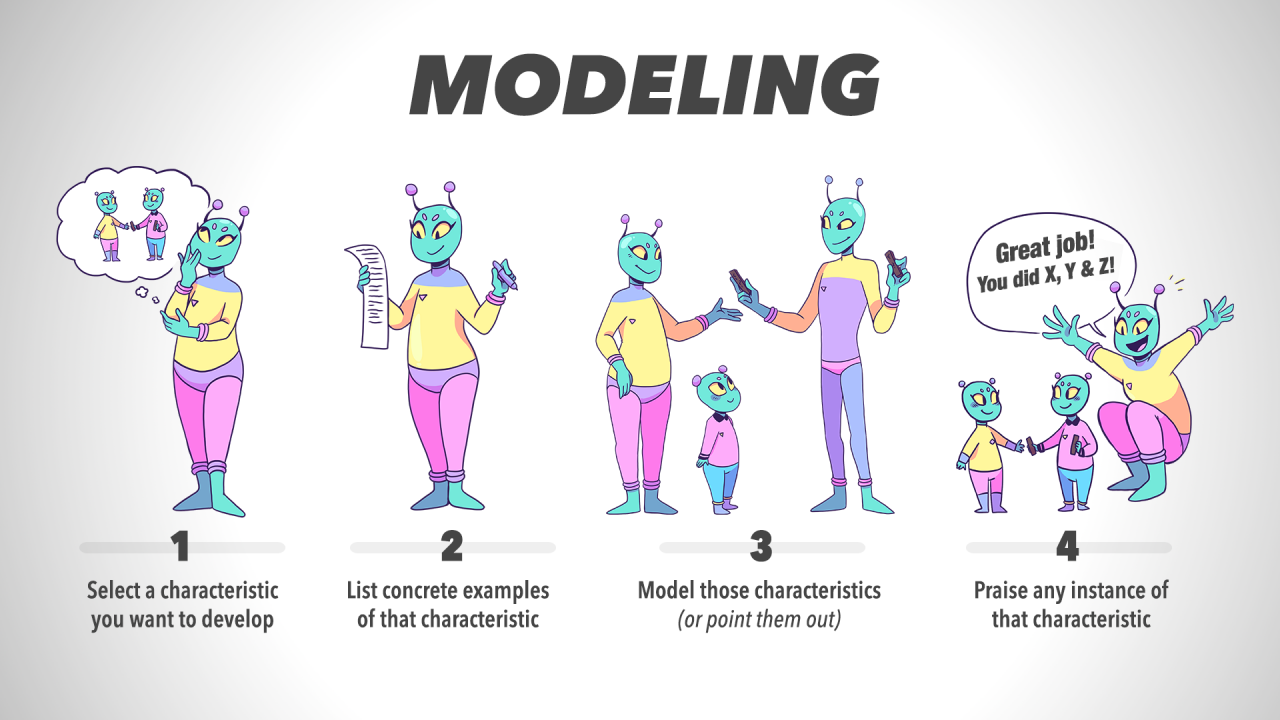 MODELING
Great job!
You did X, Y & Z!
1
Select a characteristic
you want to develop
2
List concrete examples
of that characteristic
3
Model those characteristics
(or point them out)
4
Praise any instance of
that characteristic